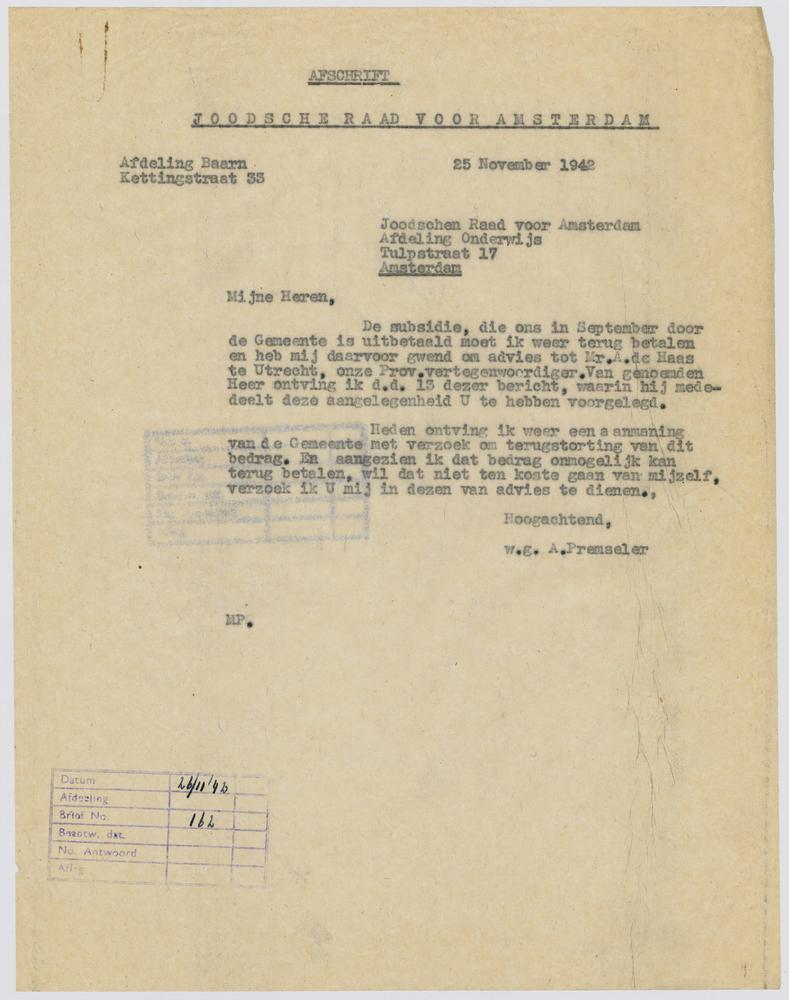 AFSCHRIFT
JOODSCHE RAAD VOOR AMSTERDAM
Afdeling Baarn
Kettingstraat 33
25 November 1942
Joodschen Raad voor Amsterdam
Afdeling Onderwijs
Tulpstraat 17
Amsterdam
Mijne Heren,
De subsidie, die ons in September door
de Gemeente is uitbetaald moet ik weer terug betalen
en heb mij daarvoor gwend om advies tot Mr.A.de Haas
te Utrecht, onze Prov.vertegenwoordiger.Van genoemden
Heer ontving ik d.d. 13 dezer bericht, waarin hij mede-
deelt deze aangelegenheid U te hebben voorgelegd.
Heden ontving ik weer een aanmaning
van de Gemeente met verzoek om terugstorting van dit
bedrag. En aangezien ik dat bedrag onmogelijk kan
terug betalen, wil dat niet ten koste gaan van mijzelf,
verzoek ik U mij in dezen van advies te dienen.,
Hoogachtend,
w.g. A.Premseler
MP.
Datum 26/11/42
Afdeeling
Brief No. 162
Beantw. dat.
No. Antwoord